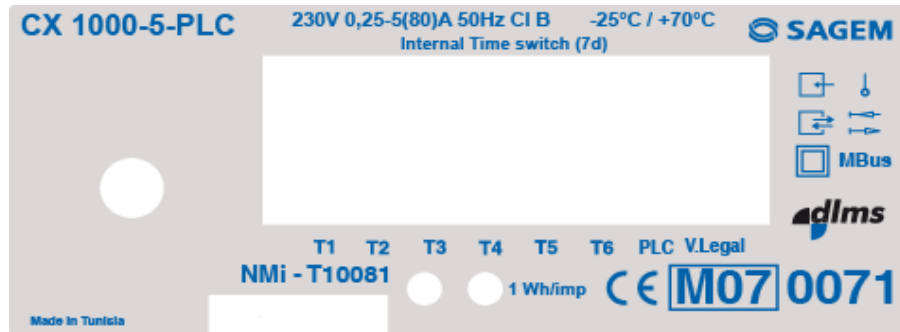 CX 1000-5-PLC
230V 0,25-5(80)A 50Hz Cl B -25°C / +70°C
Internal Time switch (7d)
SAGEM
MBus
dlms
T1 T2 T3 T4 T5 T6 PLC V.Legal
NMi - T10081
1 Wh/imp CE M07 0071
Made in Tunisia